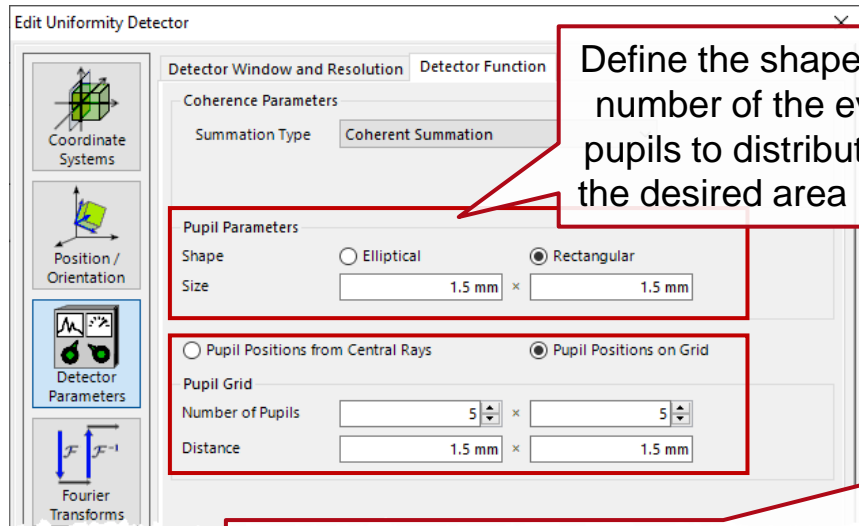 Edit Uniformity Detector
Define the shape
number of the
pupils to
the desired area
Coordinate
Systems
Position /
Orientation
Detector
Parameters
Fourier
Transforms
Detector Window and Resolution Detector Function
Coherence Parameters
Summation Type Coherent Summation
Pupil Parameters
Shape Elliptical Rectangular
Size 1.5 mm × 1.5 mm
Pupil Positions from Central Rays Pupil Positions on Grid
Pupil Grid
Number of Pupils 5 × 5
Distance 1.5 mm × 1.5 mm